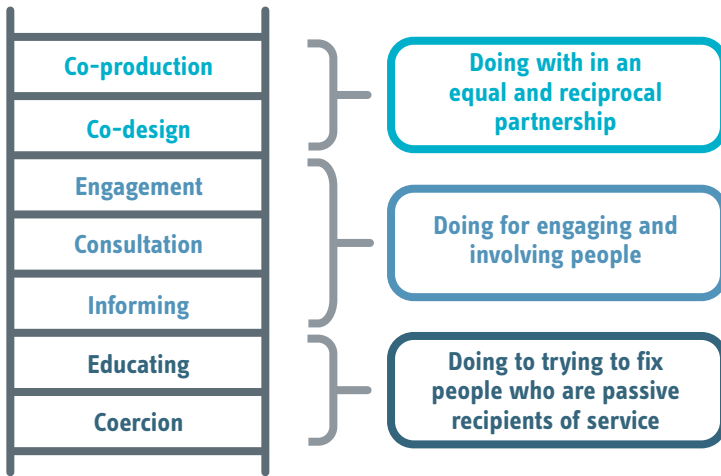 Co-production
Co-design
Engagement
Consultation
Informing
Educating
Coercion
Doing with in an
equal and reciprocal
partnership
Doing for engaging and
involving people
Doing to trying to fix
people who are passive
recipients of service